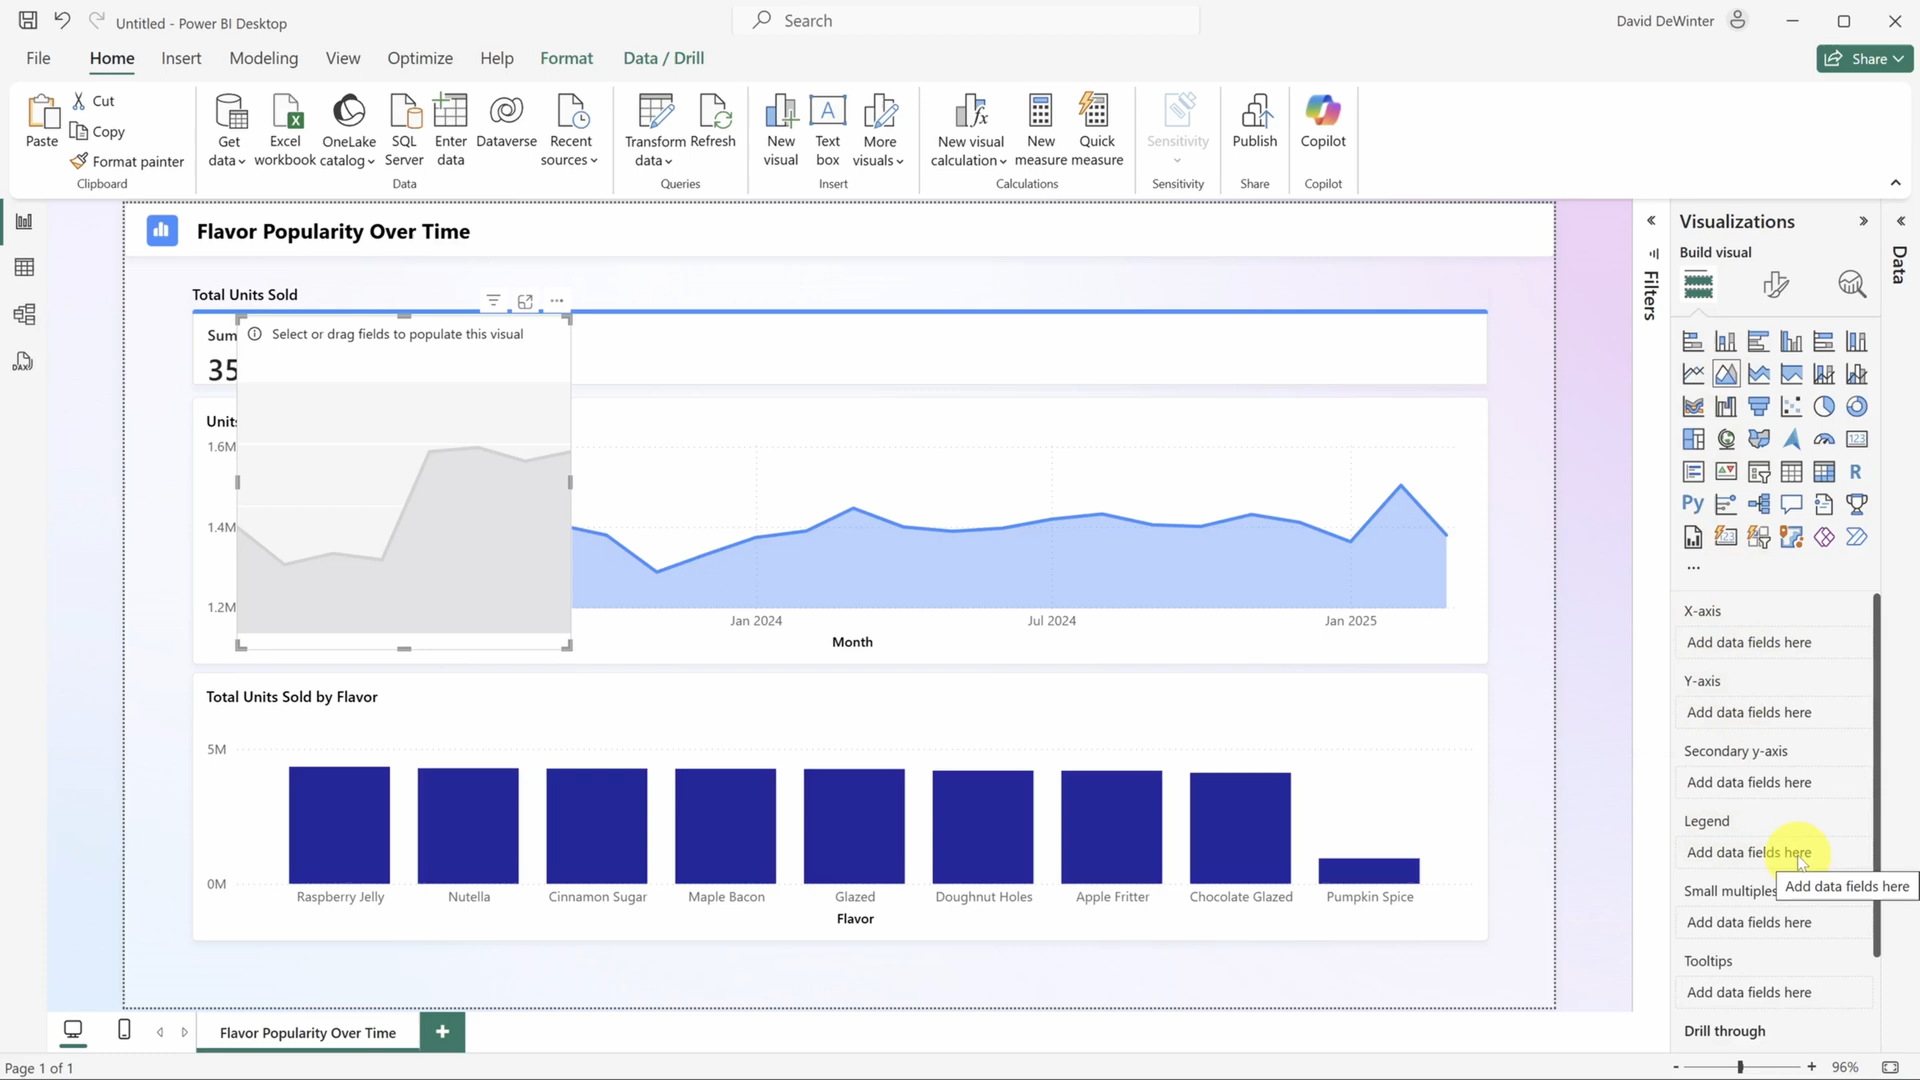 Untitled - Power BI Desktop
Search
David DeWinter
File Home Insert Modeling View Optimize Help Format Data / Drill
Share
Paste
Cut
Copy
Format painter
Clipboard
Get data
Excel workbook
OneLake catalog
SQL Server
Enter data
Dataverse
Recent sources
Data
Transform data
Refresh
Queries
New visual
Text box
More visuals
Insert
New visual calculation
New measure
Quick measure
Calculations
Sensitivity
Sensitivity
Publish
Share
Copilot
Copilot
Flavor Popularity Over Time
Total Units Sold
Sum
35
Select or drag fields to populate this visual
Units
1.6M
1.4M
1.2M
Jan 2024
Jul 2024
Jan 2025
Month
Total Units Sold by Flavor
5M
0M
Raspberry Jelly
Nutella
Cinnamon Sugar
Maple Bacon
Glazed
Doughnut Holes
Apple Fritter
Chocolate Glazed
Pumpkin Spice
Flavor
Filters
Visualizations
Build visual
123
R
Py
123
X-axis
Add data fields here
Y-axis
Add data fields here
Secondary y-axis
Add data fields here
Legend
Add data fields here
Add data fields here
Small multiples
Add data fields here
Tooltips
Add data fields here
Drill through
Data
DAX
Flavor Popularity Over Time
Page 1 of 1
96%